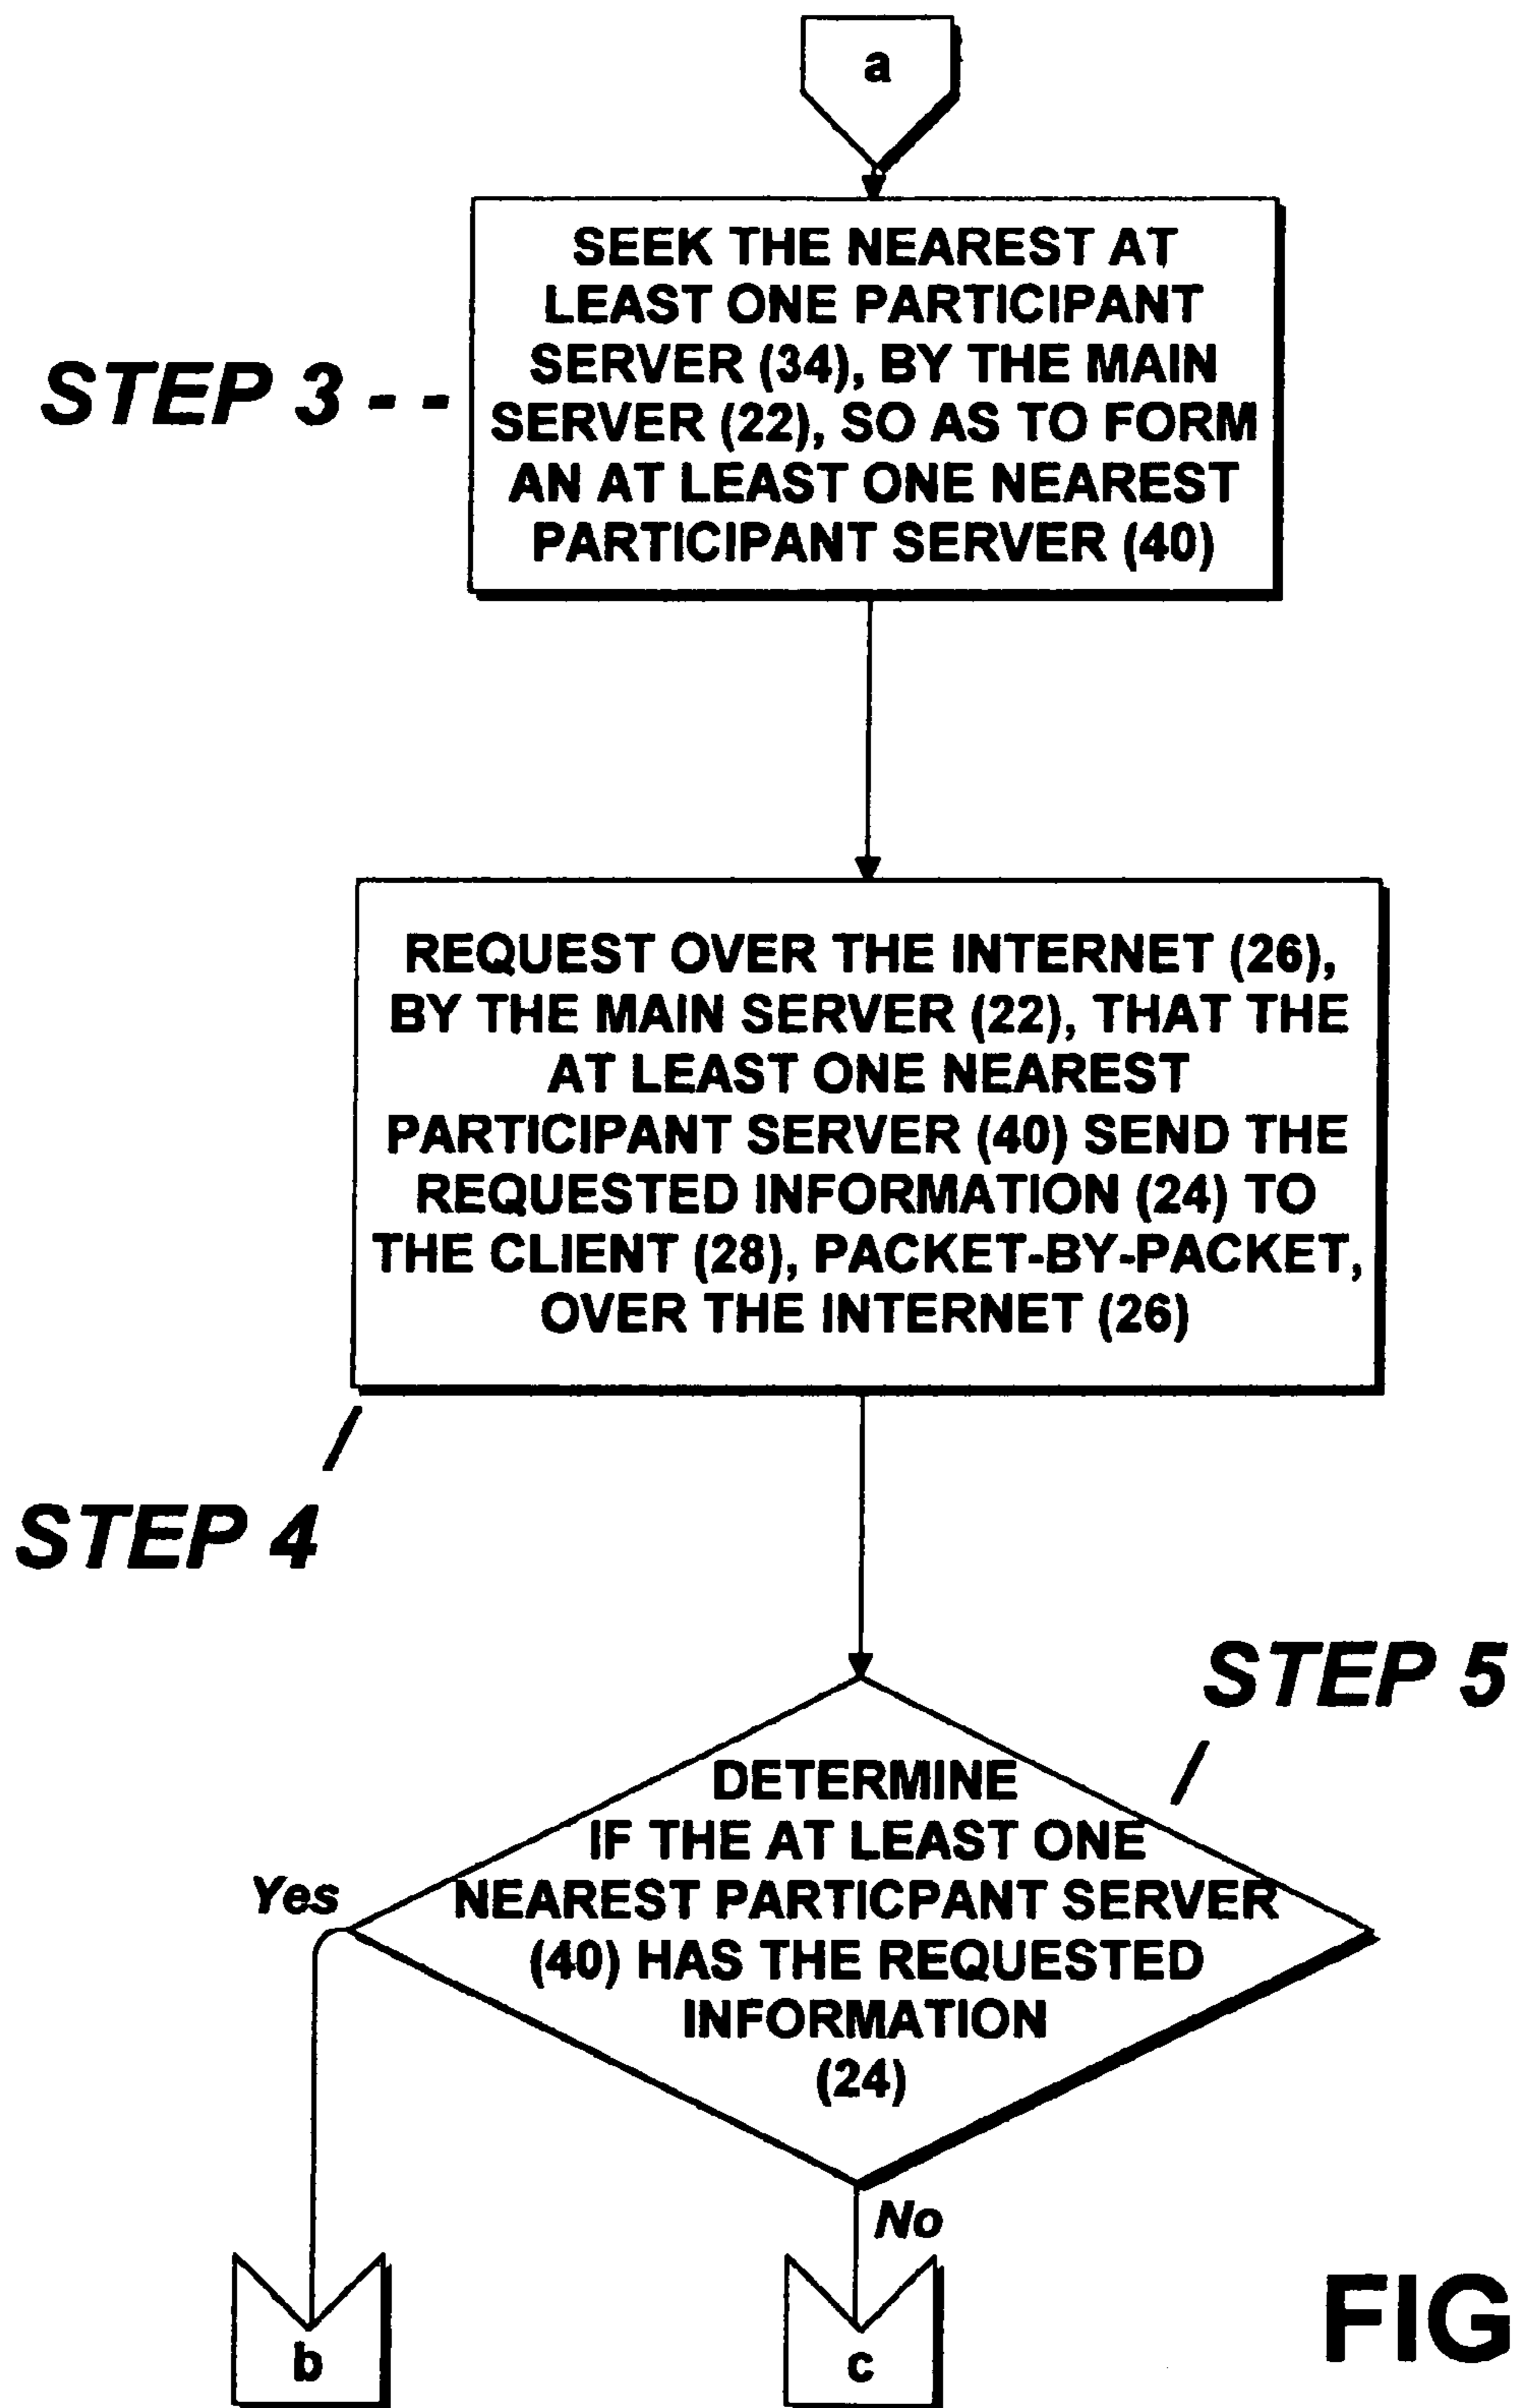 a
SEEK THE NEAREST AT
LEAST ONE PARTICIPANT
SERVER (34), BY THE MAIN
SERVER (22), SO AS TO FORM
AN AT LEAST ONE NEAREST
PARTICIPANT SERVER (40)
STEP 3 - -
REQUEST OVER THE INTERNET (26),
BY THE MAIN SERVER (22), THAT THE
AT LEAST ONE NEAREST
PARTICIPANT SERVER (40) SEND THE
REQUESTED INFORMATION (24) TO
THE CLIENT (28), PACKET-BY-PACKET,
OVER THE INTERNET (26)
STEP 4
STEP 5
DETERMINE
IF THE AT LEAST ONE
NEAREST PARTICPANT SERVER
(40) HAS THE REQUESTED
INFORMATION
(24)
Yes
No
b
c
FIG